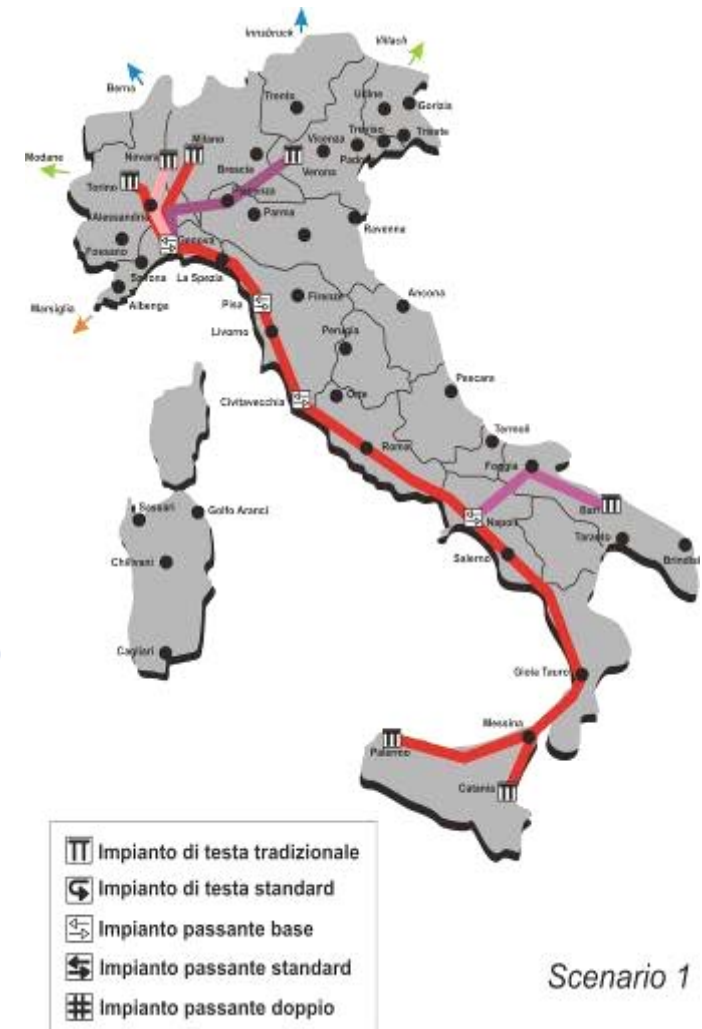 Innsbruck
Villach
Berna
Trento
Udine
Gorizia
Milano
Vicenza
Treviso
Trieste
Modane
Novara
Brescia
Padova
Torino
Verona
Piacenza
Alessandria
Parma
Ravenna
Genova
Fossano
Savona
La Spezia
Albenga
Pisa
Firenze
Ancona
Marsiglia
Livorno
Perugia
Pescara
Civitavecchia
Orte
Termoli
Roma
Foggia
Bari
Sassari
Golfo Aranci
Napoli
Taranto
Chilivani
Salerno
Brindisi
Cagliari
Gioia Tauro
Messina
Palermo
Catania
Impianto di testa tradizionale
Impianto di testa standard
Impianto passante base
Impianto passante standard
Impianto passante doppio
Scenario 1